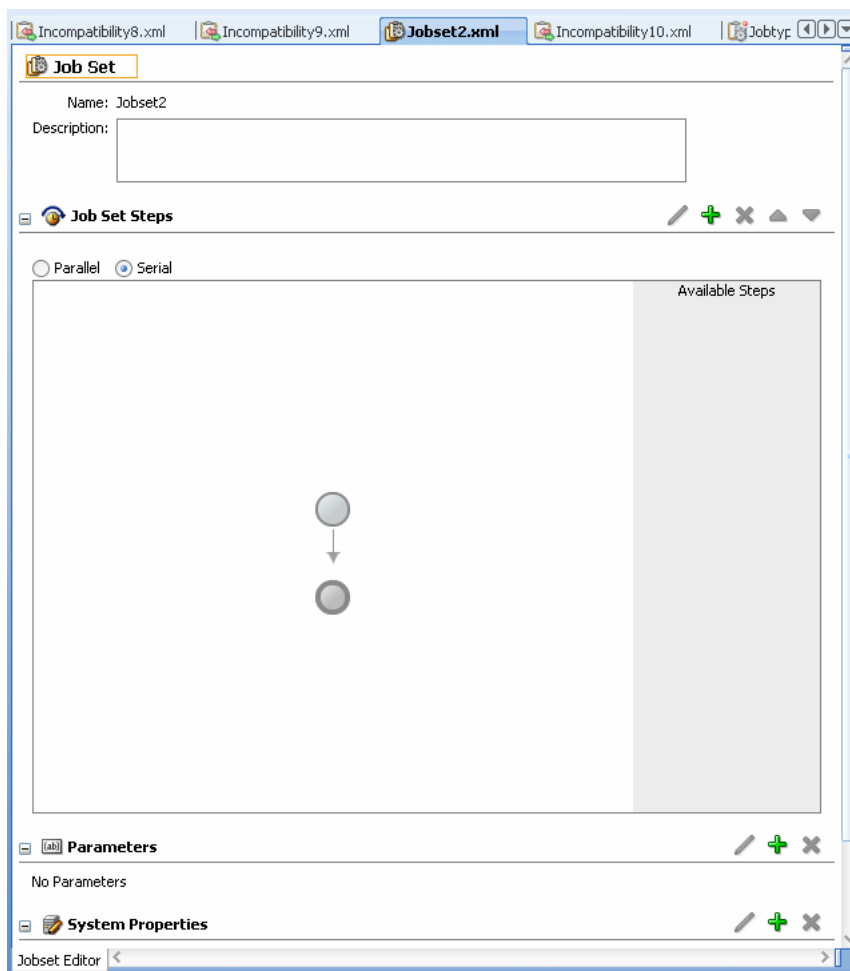 Incompatibility8.xml Incompatibility9.xml Jobset2.xml Incompatibility10.xml Jobtyp
Job Set
Name: Jobset2
Description:
Job Set Steps
Parallel Serial
Available Steps
Parameters
No Parameters
System Properties
Jobset Editor